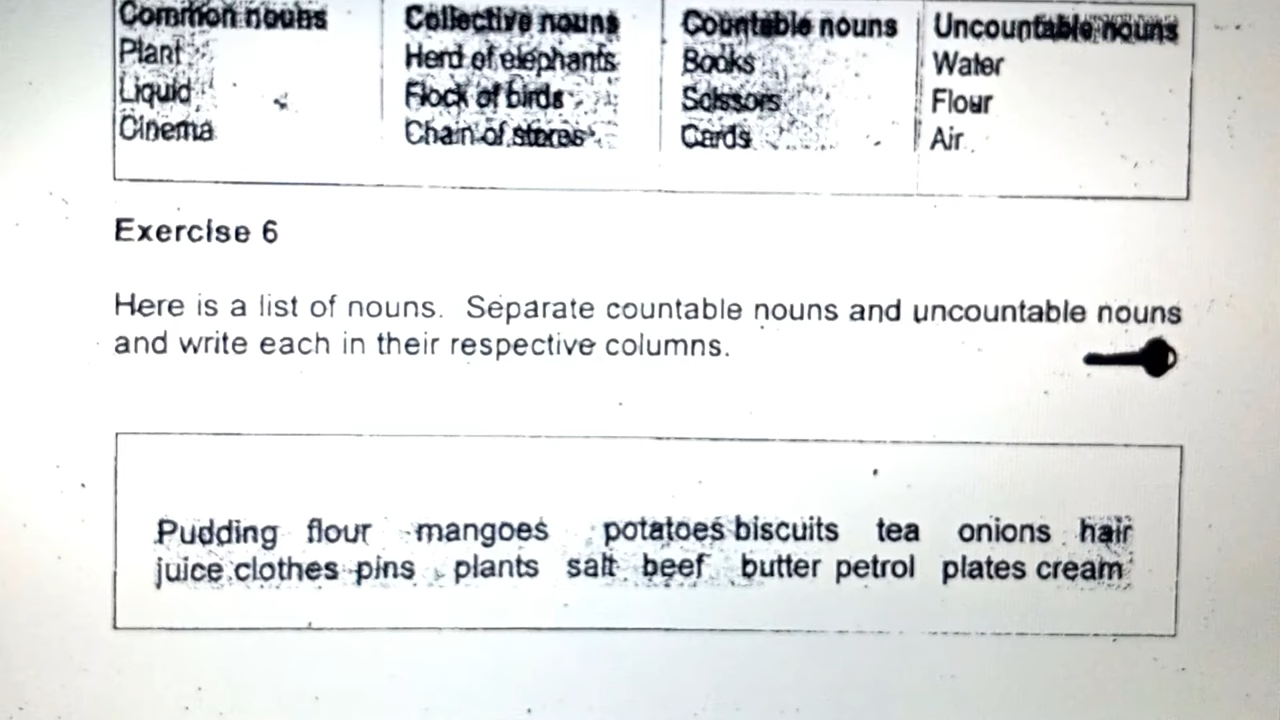 Common nouns Collective nouns Countable nouns Uncountable nouns
Plant Herd of elephants Books Water
Liquid Flock of birds Scissors Flour
Cinema Chain of stores Cards Air
Exercise 6
Here is a list of nouns. Separate countable nouns and uncountable nouns
and write each in their respective columns.
Pudding flour mangoes potatoes biscuits tea onions hair
juice clothes pins plants salt beef butter petrol plates cream